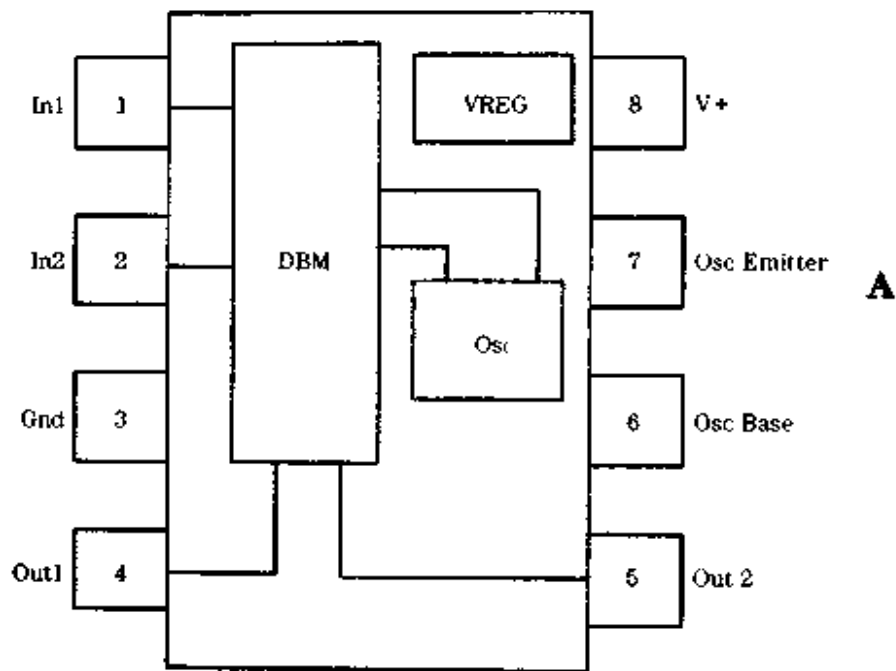 In1 1 VREG 8 V+
In2 2 DBM 7 Osc Emitter
A
Osc
Gnd 3 6 Osc Base
Out1 4 5 Out 2